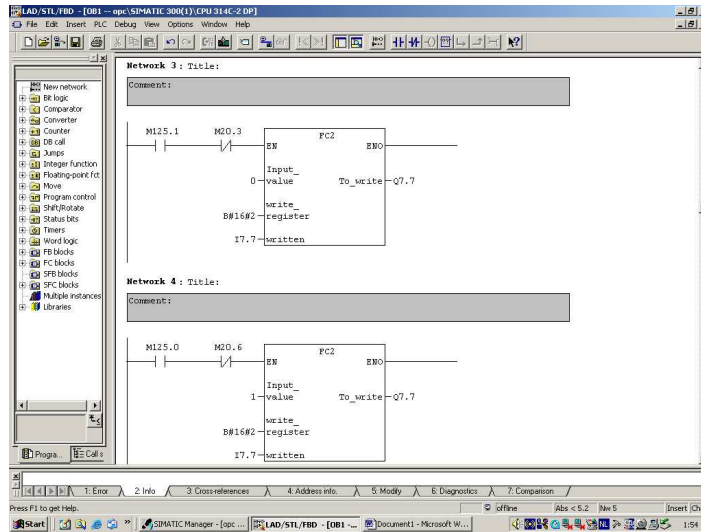 LAD/STL/FBD - [OB1 -- opc\SIMATIC 300(1)\CPU 314C-2 DP]
File Edit Insert PLC Debug View Options Window Help
New network
Bit logic
Comparator
Converter
Counter
DB call
Jumps
Integer function
Floating-point fct
Move
Program control
Shift/Rotate
Status bits
Timers
Word logic
FB blocks
FC blocks
SFB blocks
SFC blocks
Multiple instances
Libraries
Progra... Call s
Network 3 : Title:
Comment:
M125.1 M20.3
FC2
EN ENO
Input_
0 value To_write Q7.7
write_
B#16#2 register
I7.7 written
Network 4 : Title:
Comment:
M125.0 M20.6
FC2
EN ENO
Input_
1 value To_write Q7.7
write_
B#16#2 register
I7.7 written
1: Error 2: Info 3: Cross-references 4: Address info. 5: Modify 6: Diagnostics 7: Comparison
Press F1 to get Help. offline Abs < 5.2 Nw 5 Insert Ch
Start SIMATIC Manager - [opc ... LAD/STL/FBD - [OB1 -... Document1 - Microsoft W... NL 1:54